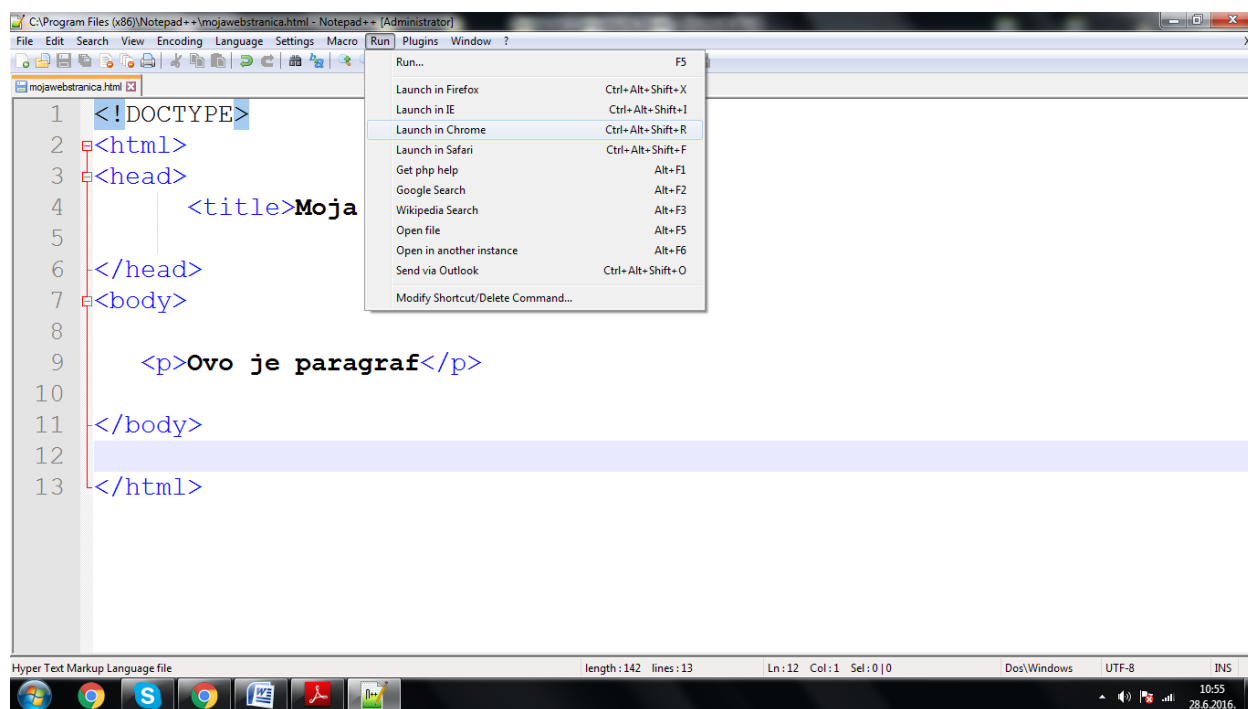 C:\Program Files (x86)\Notepad++\mojawebstranica.html - Notepad++ [Administrator]
File Edit Search View Encoding Language Settings Macro Run Plugins Window ?
mojawebstranica.html
Run... F5
Launch in Firefox Ctrl+Alt+Shift+X
Launch in IE Ctrl+Alt+Shift+I
Launch in Chrome Ctrl+Alt+Shift+R
Launch in Safari Ctrl+Alt+Shift+F
Get php help Alt+F1
Google Search Alt+F2
Wikipedia Search Alt+F3
Open file Alt+F5
Open in another instance Alt+F6
Send via Outlook Ctrl+Alt+Shift+O
Modify Shortcut/Delete Command...
1 <!DOCTYPE>
2 <html>
3 <head>
4 <title>Moja
5
6 </head>
7 <body>
8
9 <p>Ovo je paragraf</p>
10
11 </body>
12
13 </html>
Hyper Text Markup Language file length : 142 lines : 13 Ln : 12 Col : 1 Sel : 0 | 0 Dos\Windows UTF-8 INS
10:55
28.6.2016.